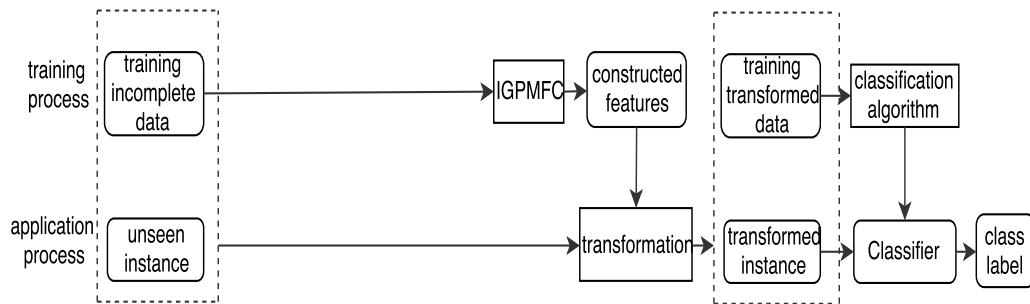 training
process
training
incomplete
data
IGPMFC
constructed
features
training
transformed
data
classification
algorithm
application
process
unseen
instance
transformation
transformed
instance
Classifier
class
label